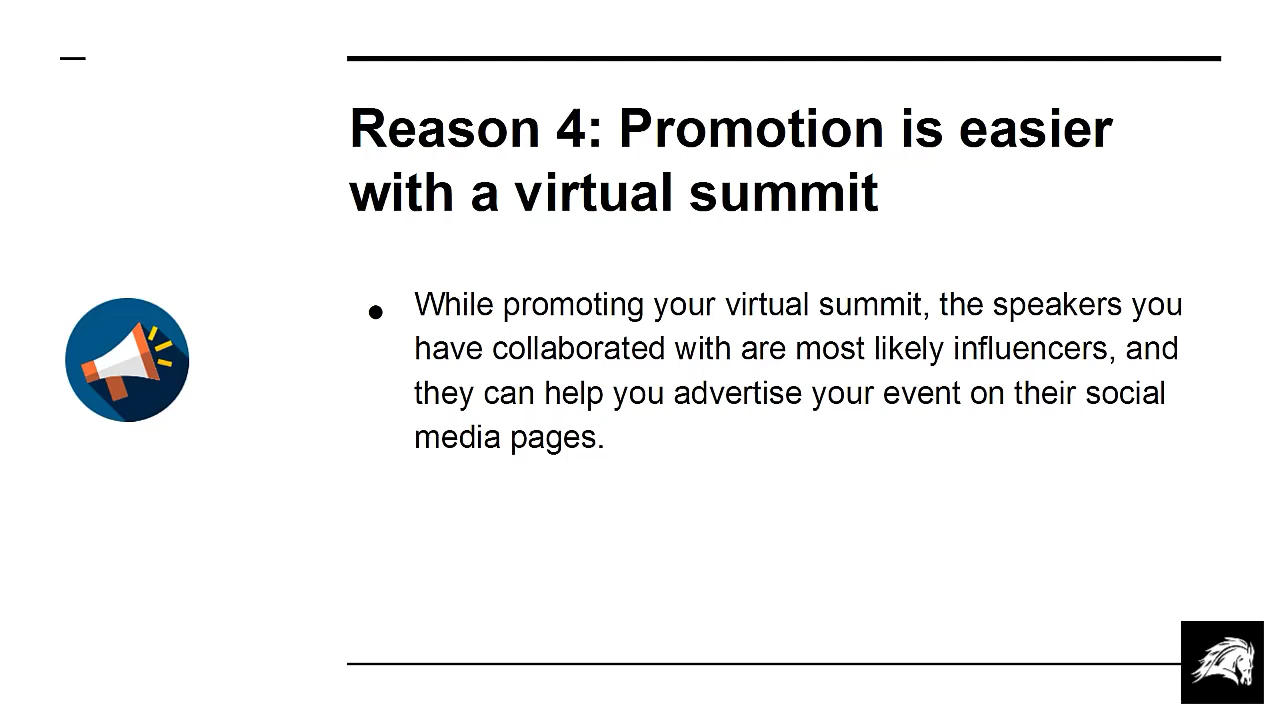 Reason 4: Promotion is easier
with a virtual summit
● While promoting your virtual summit, the speakers you
have collaborated with are most likely influencers, and
they can help you advertise your event on their social
media pages.